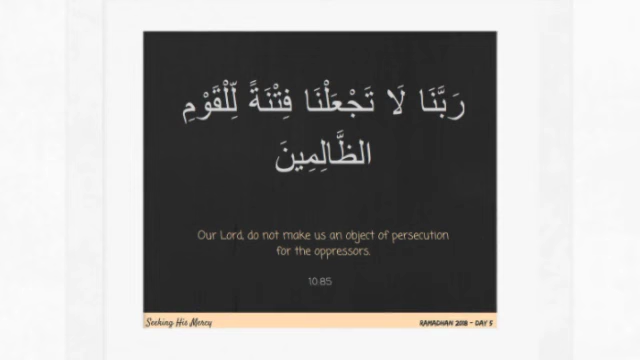 رَبَّنَا لَا تَجْعَلْنَا فِتْنَةً لِّلْقَوْمِ
الظَّالِمِينَ
Our Lord, do not make us an object of persecution
for the oppressors.
10:85
Seeking His Mercy
RAMADHAN 2018 - DAY 5